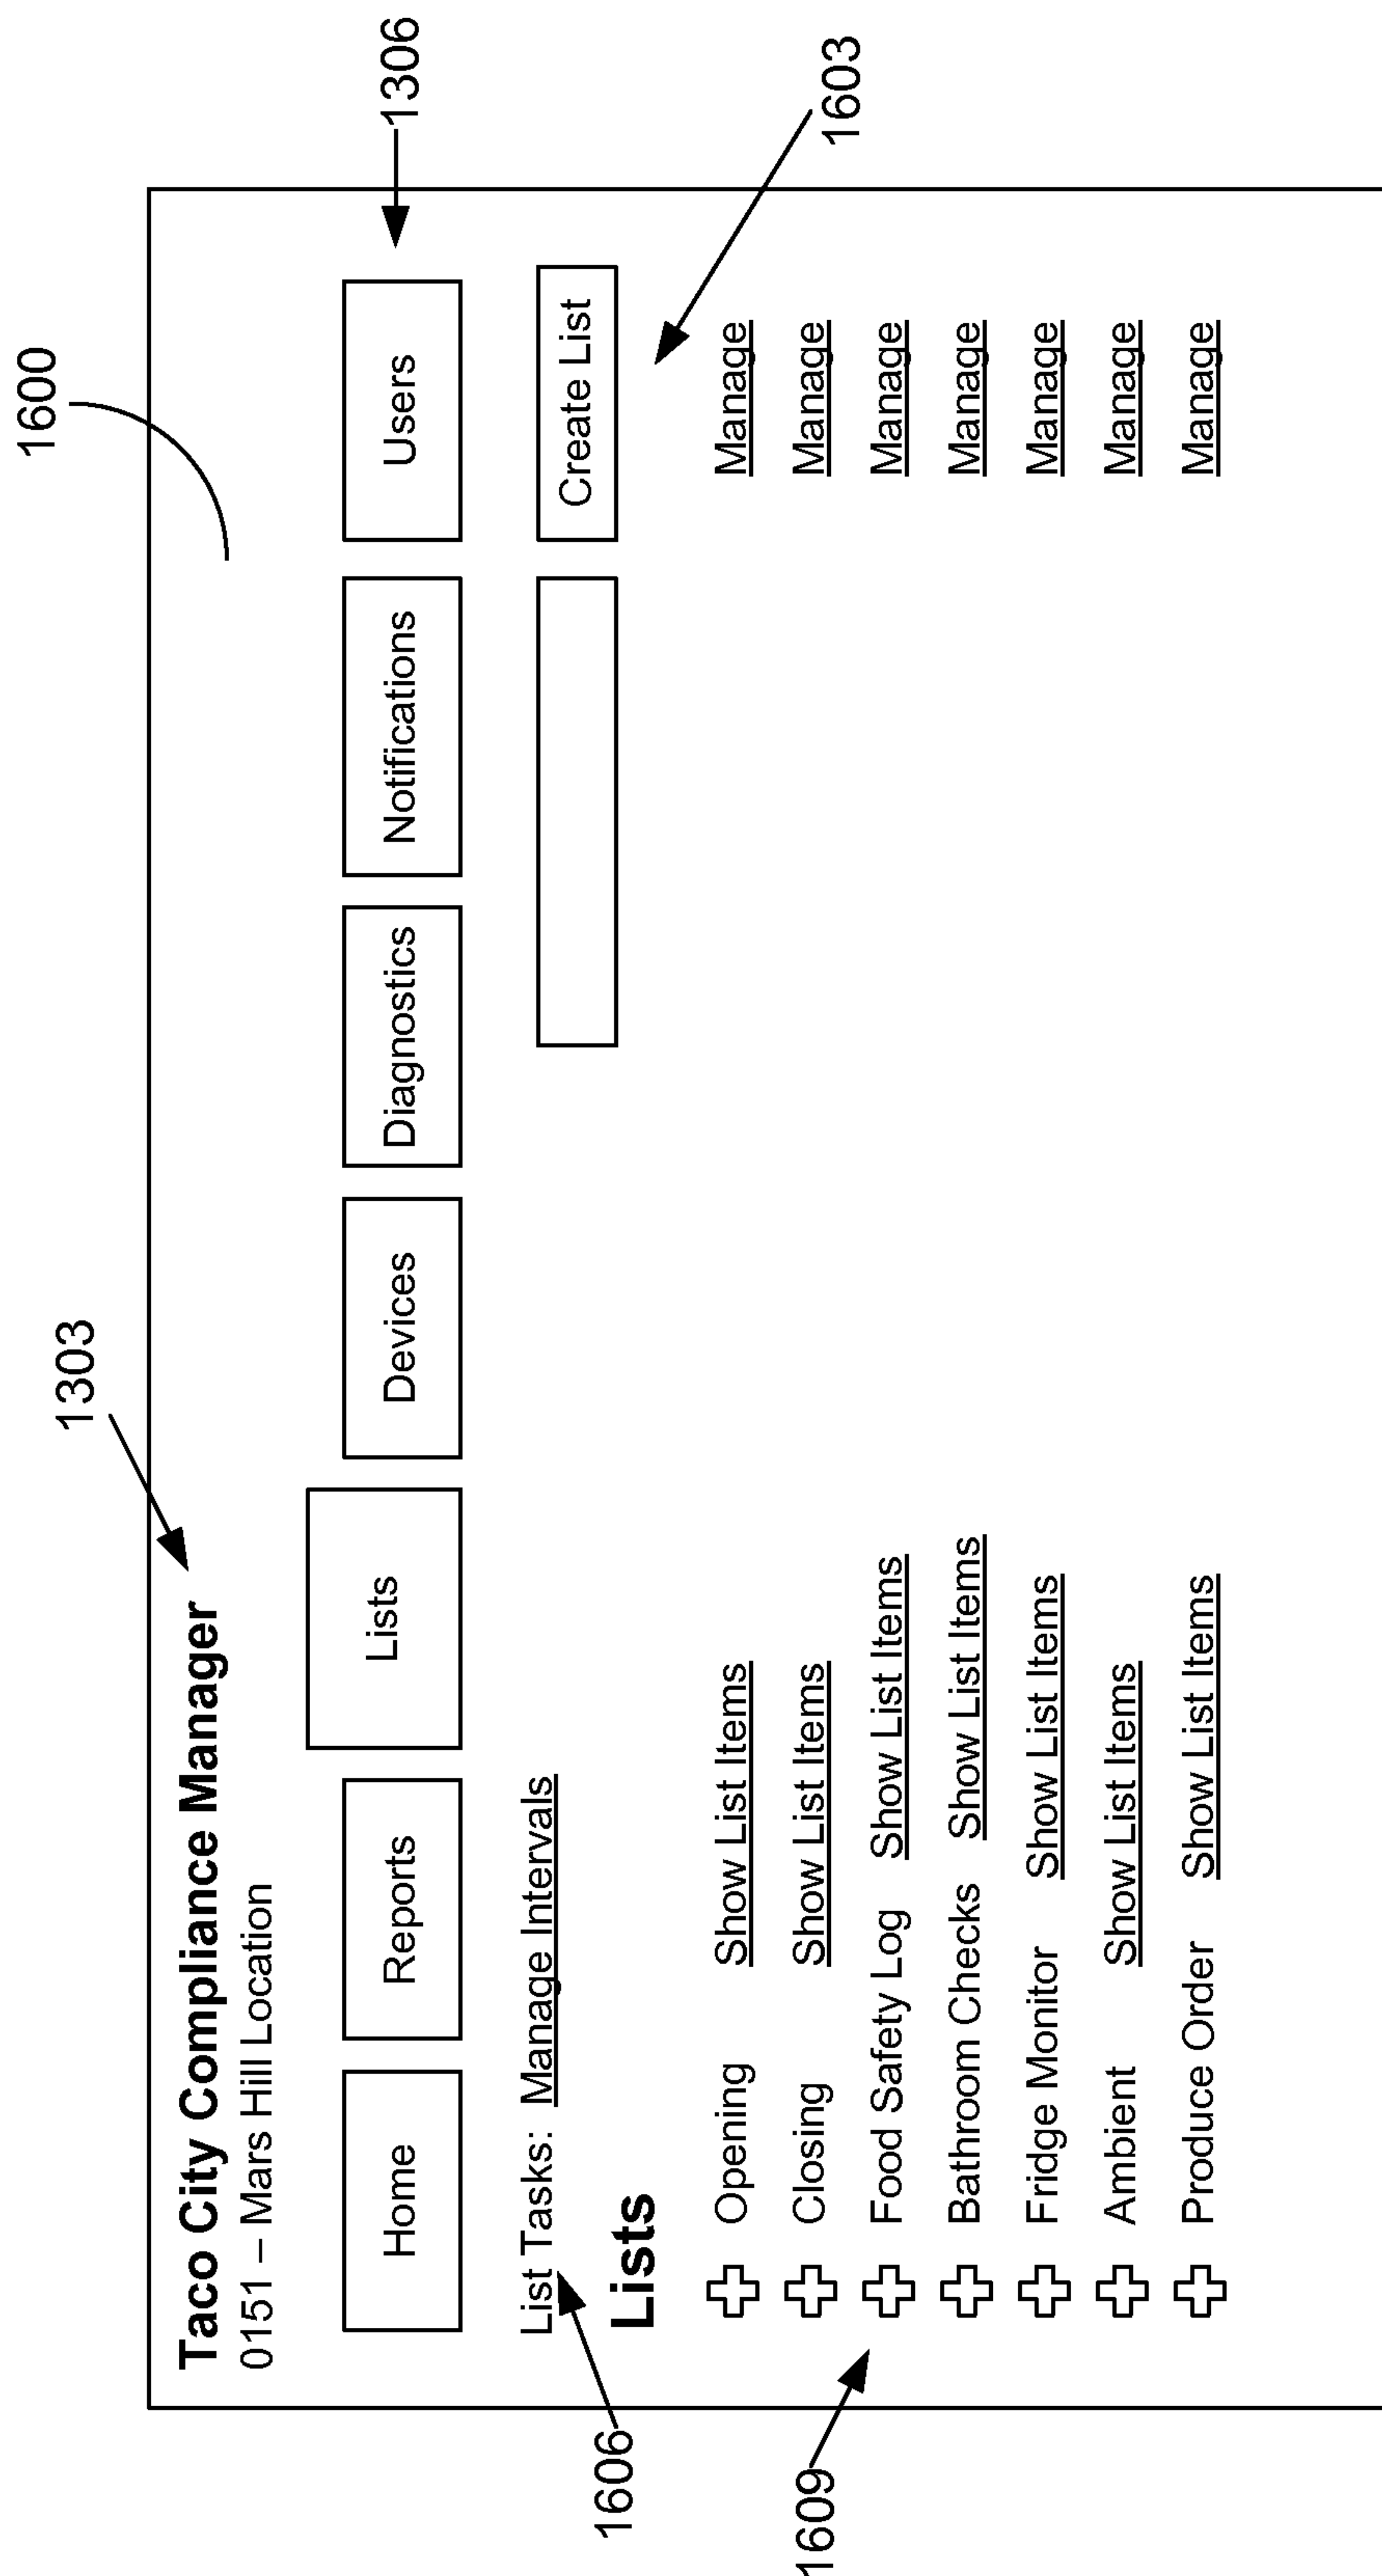 1600
1303
Taco City Compliance Manager
0151 – Mars Hill Location
1306
Home Reports Lists Devices Diagnostics Notifications Users
1606
List Tasks: Manage Intervals
Create List
Lists
1603
1609
Opening Show List Items Manage
Closing Show List Items Manage
Food Safety Log Show List Items Manage
Bathroom Checks Show List Items Manage
Fridge Monitor Show List Items Manage
Ambient Show List Items Manage
Produce Order Show List Items Manage